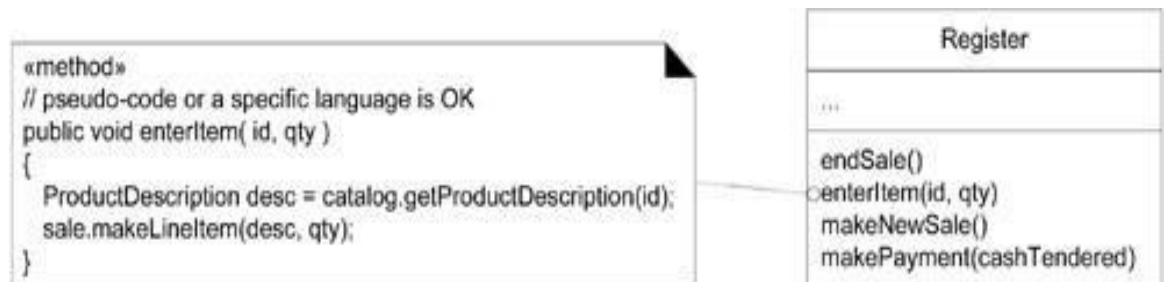 «method»
// pseudo-code or a specific language is OK
public void enterItem( id, qty )
{
ProductDescription desc = catalog.getProductDescription(id);
sale.makeLineItem(desc, qty);
}
Register
...
endSale()
enterItem(id, qty)
makeNewSale()
makePayment(cashTendered)